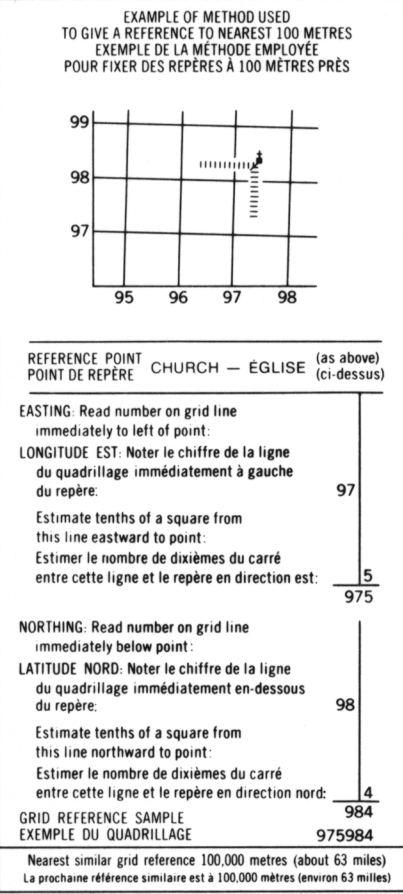 EXAMPLE OF METHOD USED
TO GIVE A REFERENCE TO NEAREST 100 METRES
EXEMPLE DE LA MÉTHODE EMPLOYÉE
POUR FIXER DES REPÈRES À 100 MÈTRES PRÈS
99
98
97
95 96 97 98
REFERENCE POINT
POINT DE REPÈRE
CHURCH — ÉGLISE
(as above)
(ci-dessus)
EASTING: Read number on grid line
immediately to left of point:
LONGITUDE EST: Noter le chiffre de la ligne
du quadrillage immédiatement à gauche
du repère: 97
Estimate tenths of a square from
this line eastward to point:
Estimer le nombre de dixièmes du carré
entre cette ligne et le repère en direction est: 5
975
NORTHING: Read number on grid line
immediately below point:
LATITUDE NORD: Noter le chiffre de la ligne
du quadrillage immédiatement en-dessous
du repère: 98
Estimate tenths of a square from
this line northward to point:
Estimer le nombre de dixièmes du carré
entre cette ligne et le repère en direction nord: 4
984
GRID REFERENCE SAMPLE
EXEMPLE DU QUADRILLAGE 975984
Nearest similar grid reference 100,000 metres (about 63 miles)
La prochaine référence similaire est à 100,000 mètres (environ 63 milles)